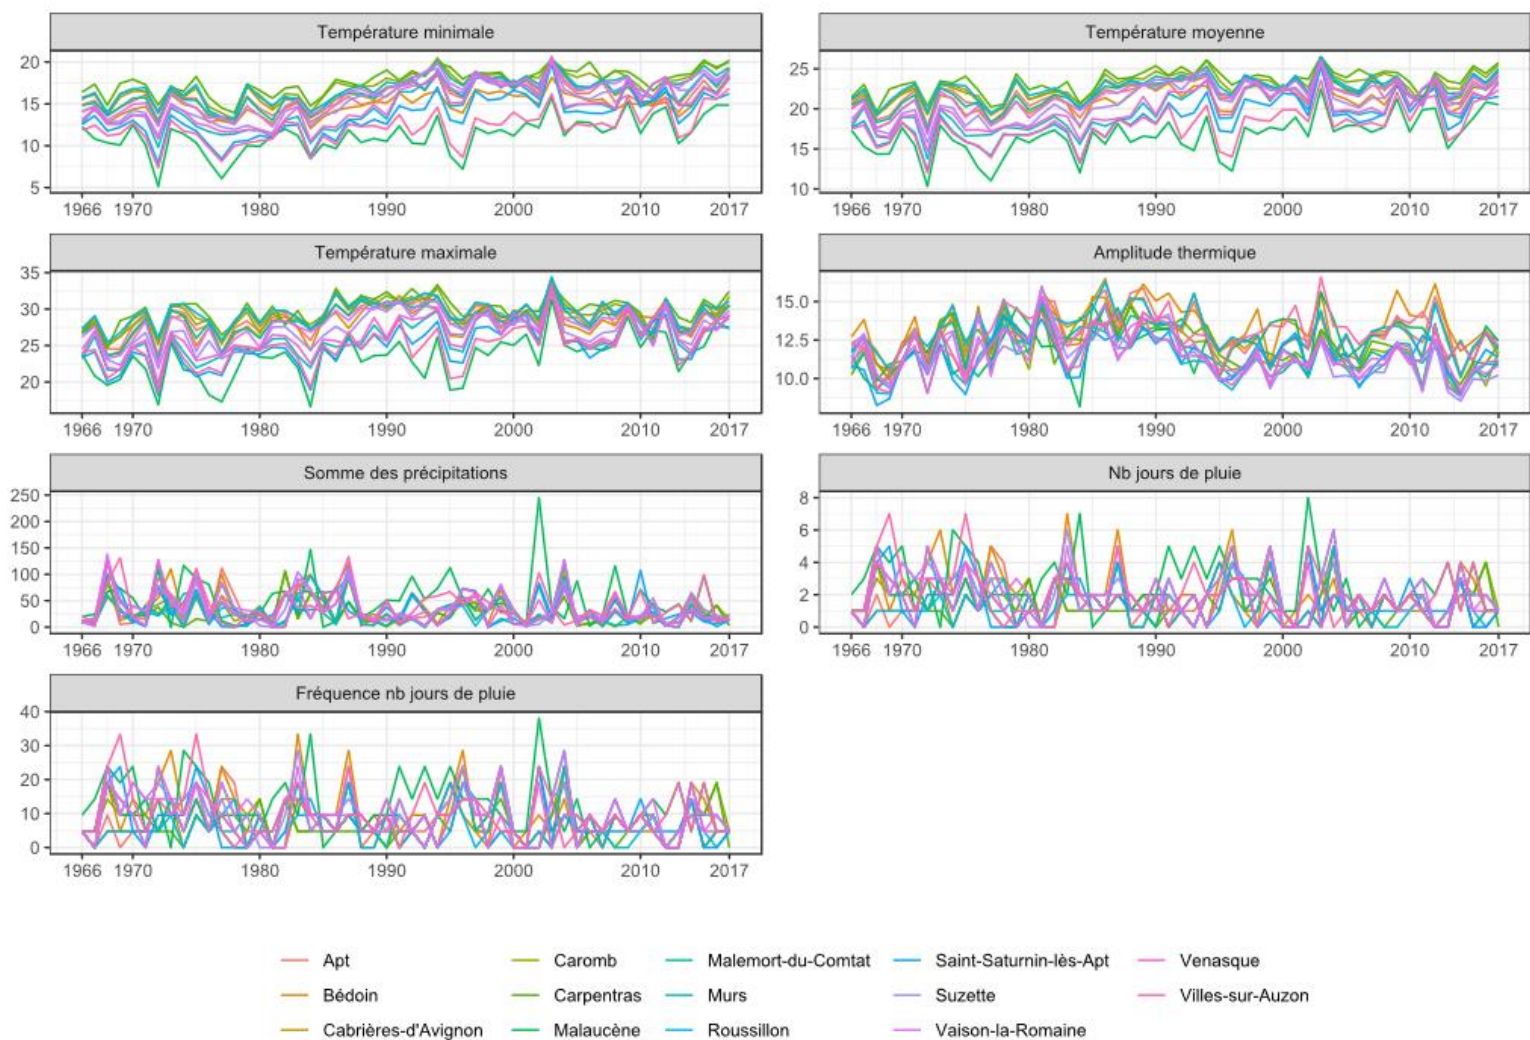 Température minimale
Température moyenne
20
15
10
5
25
20
15
10
1966 1970 1980 1990 2000 2010 2017
1966 1970 1980 1990 2000 2010 2017
Température maximale
Amplitude thermique
35
30
25
20
15.0
12.5
10.0
1966 1970 1980 1990 2000 2010 2017
1966 1970 1980 1990 2000 2010 2017
Somme des précipitations
Nb jours de pluie
250
200
150
100
50
0
8
6
4
2
0
1966 1970 1980 1990 2000 2010 2017
1966 1970 1980 1990 2000 2010 2017
Fréquence nb jours de pluie
40
30
20
10
0
1966 1970 1980 1990 2000 2010 2017
Apt Caromb Malemort-du-Comtat Saint-Saturnin-lès-Apt Venasque
Bédoin Carpentras Murs Suzette Villes-sur-Auzon
Cabrières-d'Avignon Malaucène Roussillon Vaison-la-Romaine